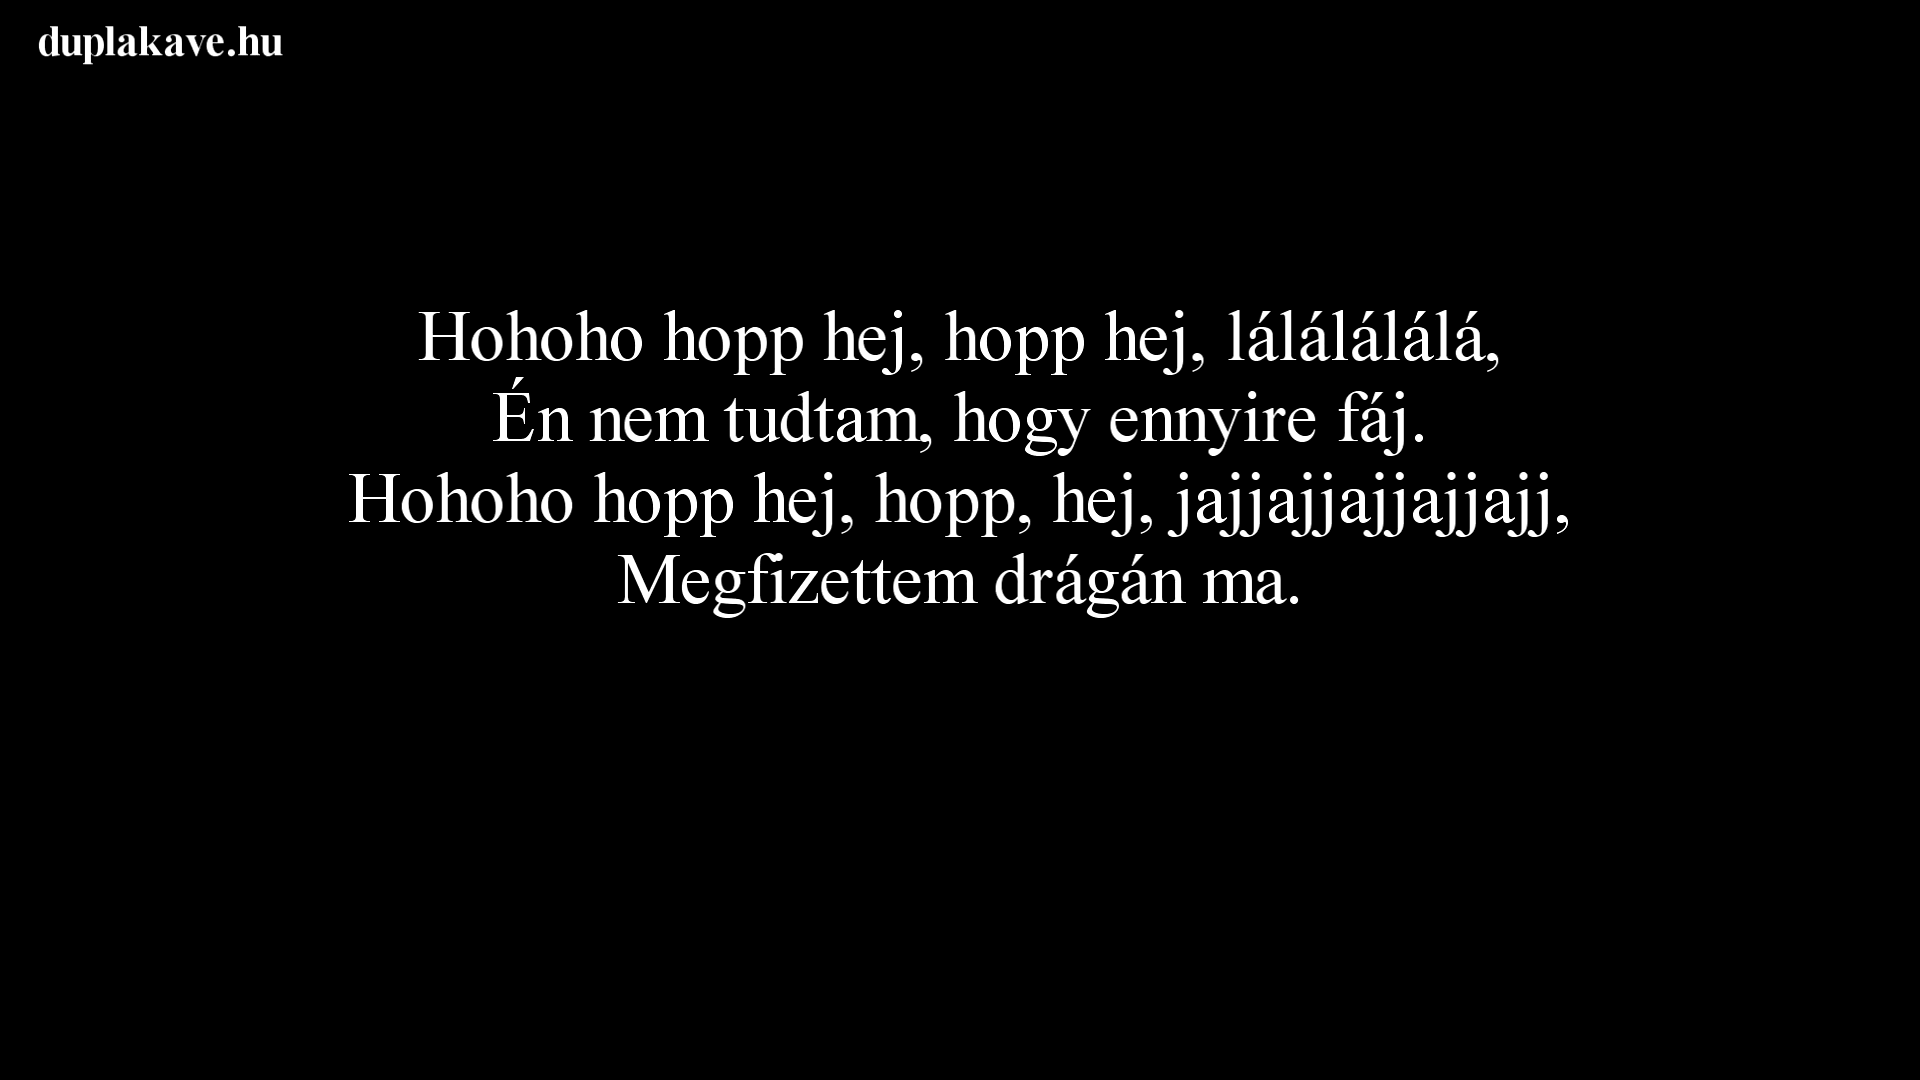 duplakave.hu
Hohoho hopp hej, hopp hej, lálálálálá,
Én nem tudtam, hogy ennyire fáj.
Hohoho hopp hej, hopp, hej, jajjajjajjajjajj,
Megfizettem drágán ma.